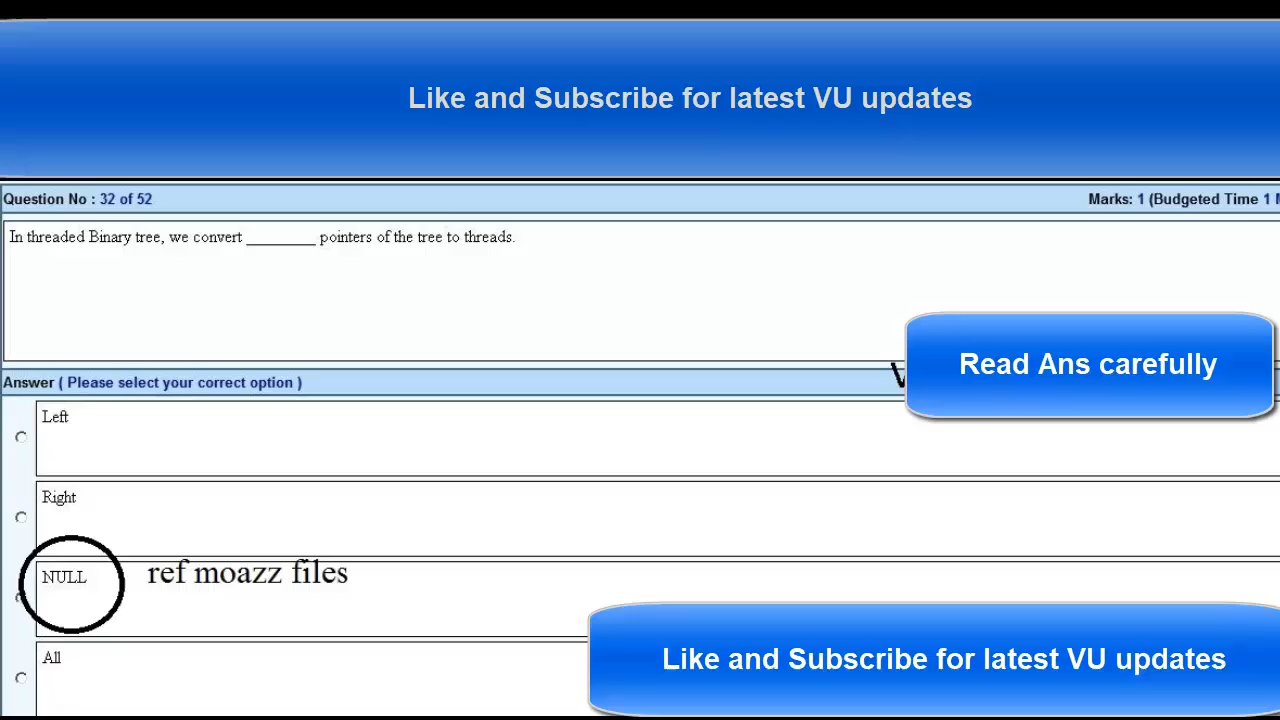 Like and Subscribe for latest VU updates
Question No : 32 of 52
Marks: 1 (Budgeted Time 1
In threaded Binary tree, we convert ________ pointers of the tree to threads.
Read Ans carefully
Answer ( Please select your correct option )
Left
Right
NULL
ref moazz files
All
Like and Subscribe for latest VU updates